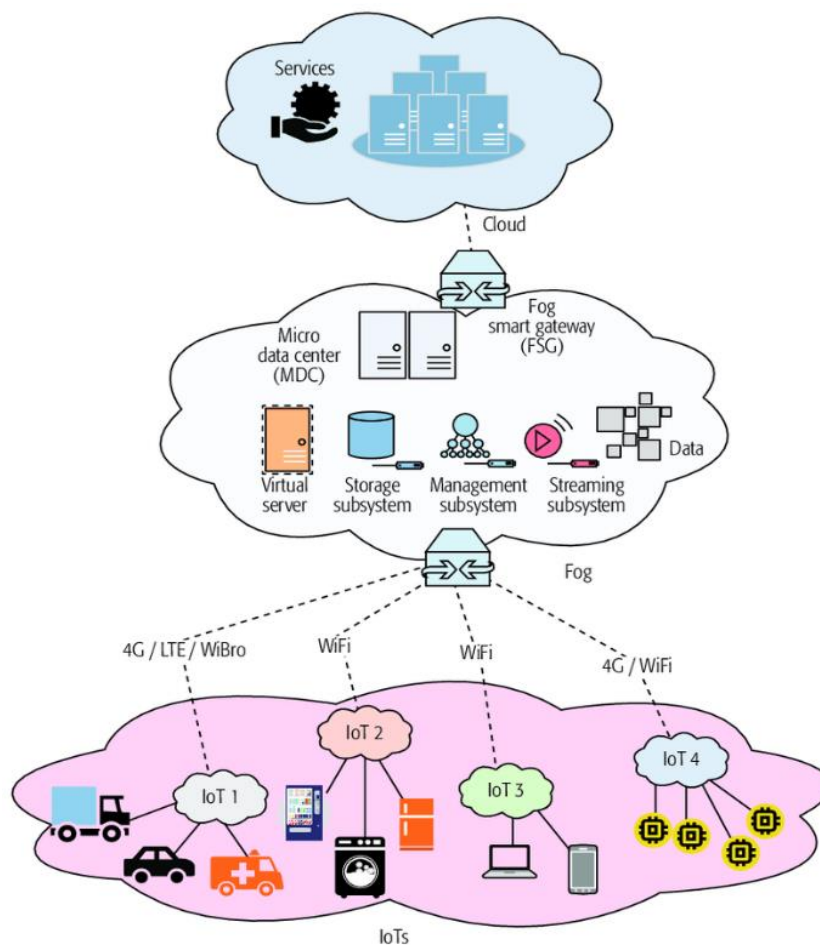 Services
Cloud
Fog
smart gateway
(FSG)
Micro
data center
(MDC)
Data
Virtual
server
Storage
subsystem
Management
subsystem
Streaming
subsystem
Fog
4G / LTE / WiBro
WiFi
WiFi
4G / WiFi
IoT 1
IoT 2
IoT 3
IoT 4
IoTs